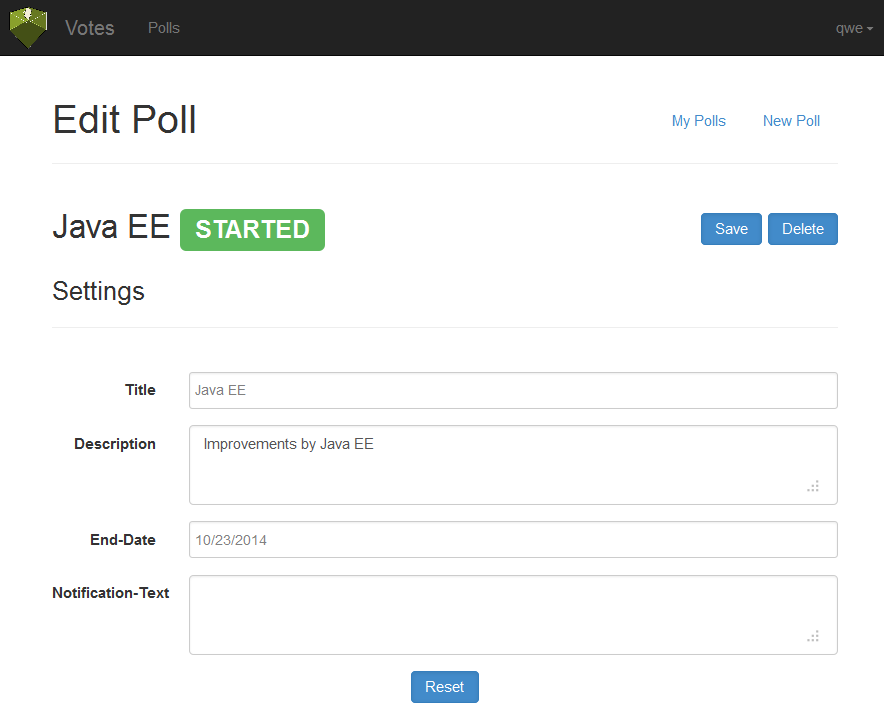 Votes Polls qwe
Edit Poll My Polls New Poll
Java EE STARTED Save Delete
Settings
Title Java EE
Description Improvements by Java EE
End-Date 10/23/2014
Notification-Text
Reset